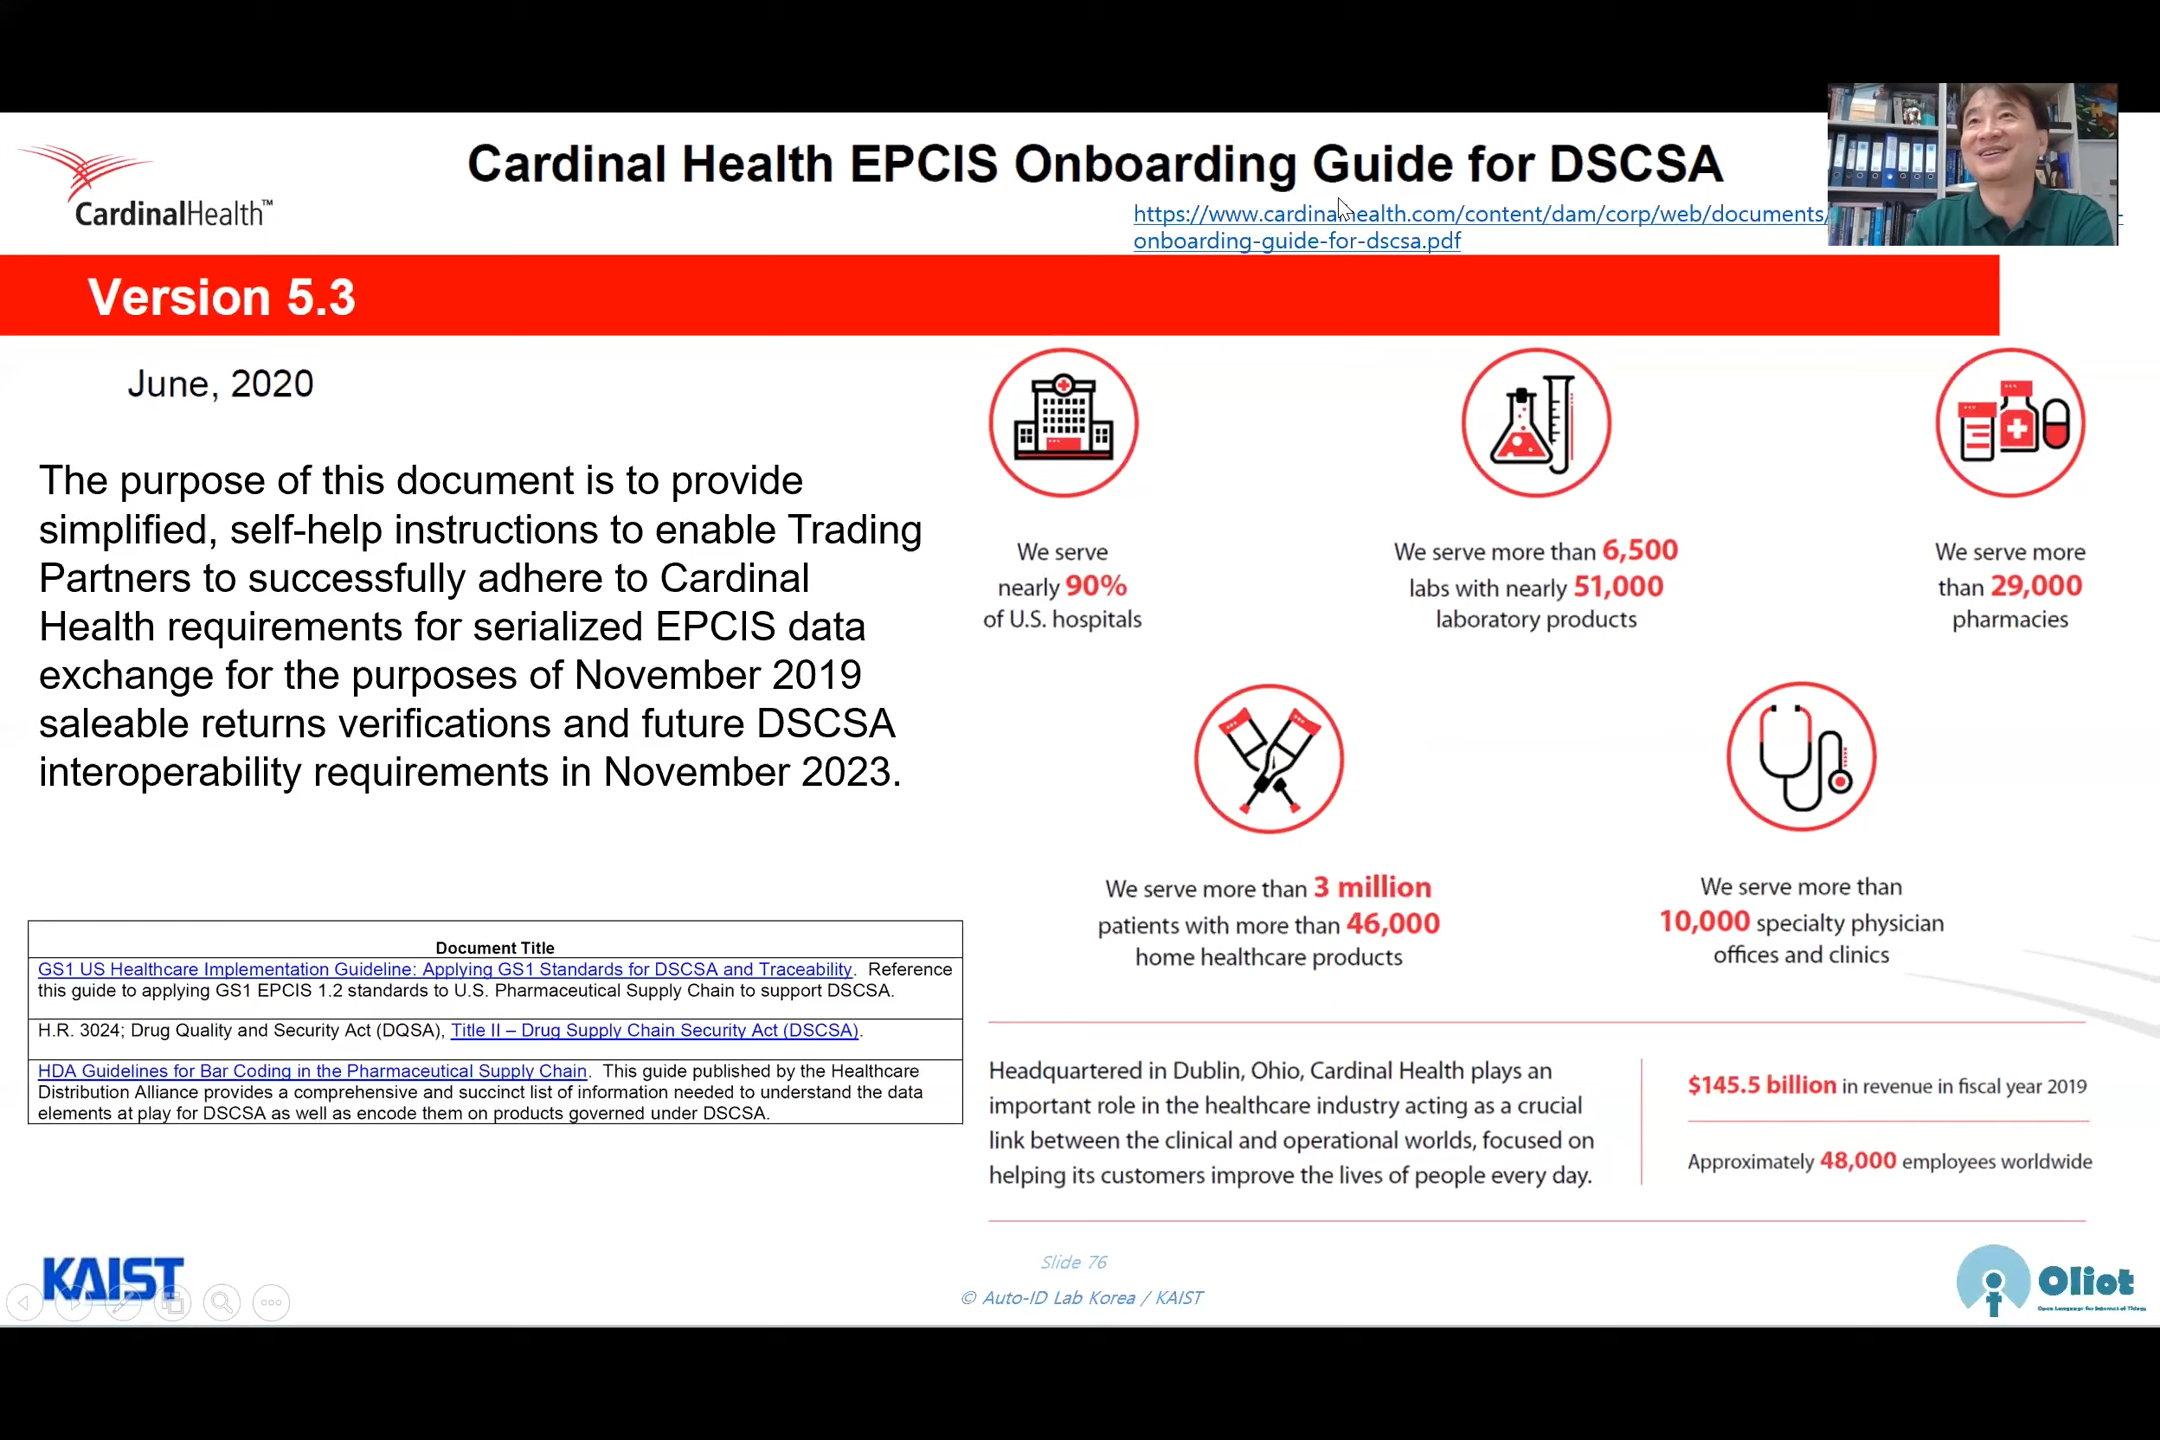 CardinalHealth™
Cardinal Health EPCIS Onboarding Guide for DSCSA
https://www.cardinalhealth.com/content/dam/corp/web/documents/
onboarding-guide-for-dscsa.pdf
Version 5.3
June, 2020
The purpose of this document is to provide
simplified, self-help instructions to enable Trading
Partners to successfully adhere to Cardinal
Health requirements for serialized EPCIS data
exchange for the purposes of November 2019
saleable returns verifications and future DSCSA
interoperability requirements in November 2023.
Document Title
GS1 US Healthcare Implementation Guideline: Applying GS1 Standards for DSCSA and Traceability. Reference
this guide to applying GS1 EPCIS 1.2 standards to U.S. Pharmaceutical Supply Chain to support DSCSA.
H.R. 3024; Drug Quality and Security Act (DQSA), Title II – Drug Supply Chain Security Act (DSCSA).
HDA Guidelines for Bar Coding in the Pharmaceutical Supply Chain. This guide published by the Healthcare
Distribution Alliance provides a comprehensive and succinct list of information needed to understand the data
elements at play for DSCSA as well as encode them on products governed under DSCSA.
We serve
nearly 90%
of U.S. hospitals
We serve more than 6,500
labs with nearly 51,000
laboratory products
We serve more
than 29,000
pharmacies
We serve more than 3 million
patients with more than 46,000
home healthcare products
We serve more than
10,000 specialty physician
offices and clinics
Headquartered in Dublin, Ohio, Cardinal Health plays an
important role in the healthcare industry acting as a crucial
link between the clinical and operational worlds, focused on
helping its customers improve the lives of people every day.
$145.5 billion in revenue in fiscal year 2019
Approximately 48,000 employees worldwide
KAIST
Slide 76
© Auto-ID Lab Korea / KAIST
Oliot
Open Language for Internet of Things